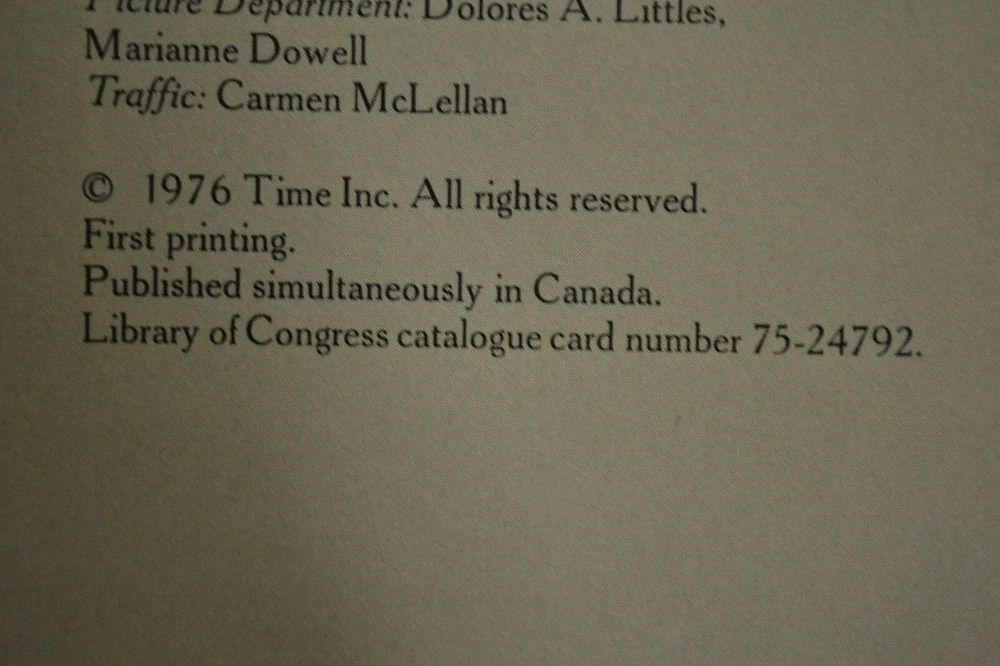 Picture Department: Dolores A. Littles,
Marianne Dowell
Traffic: Carmen McLellan
© 1976 Time Inc. All rights reserved.
First printing.
Published simultaneously in Canada.
Library of Congress catalogue card number 75-24792.